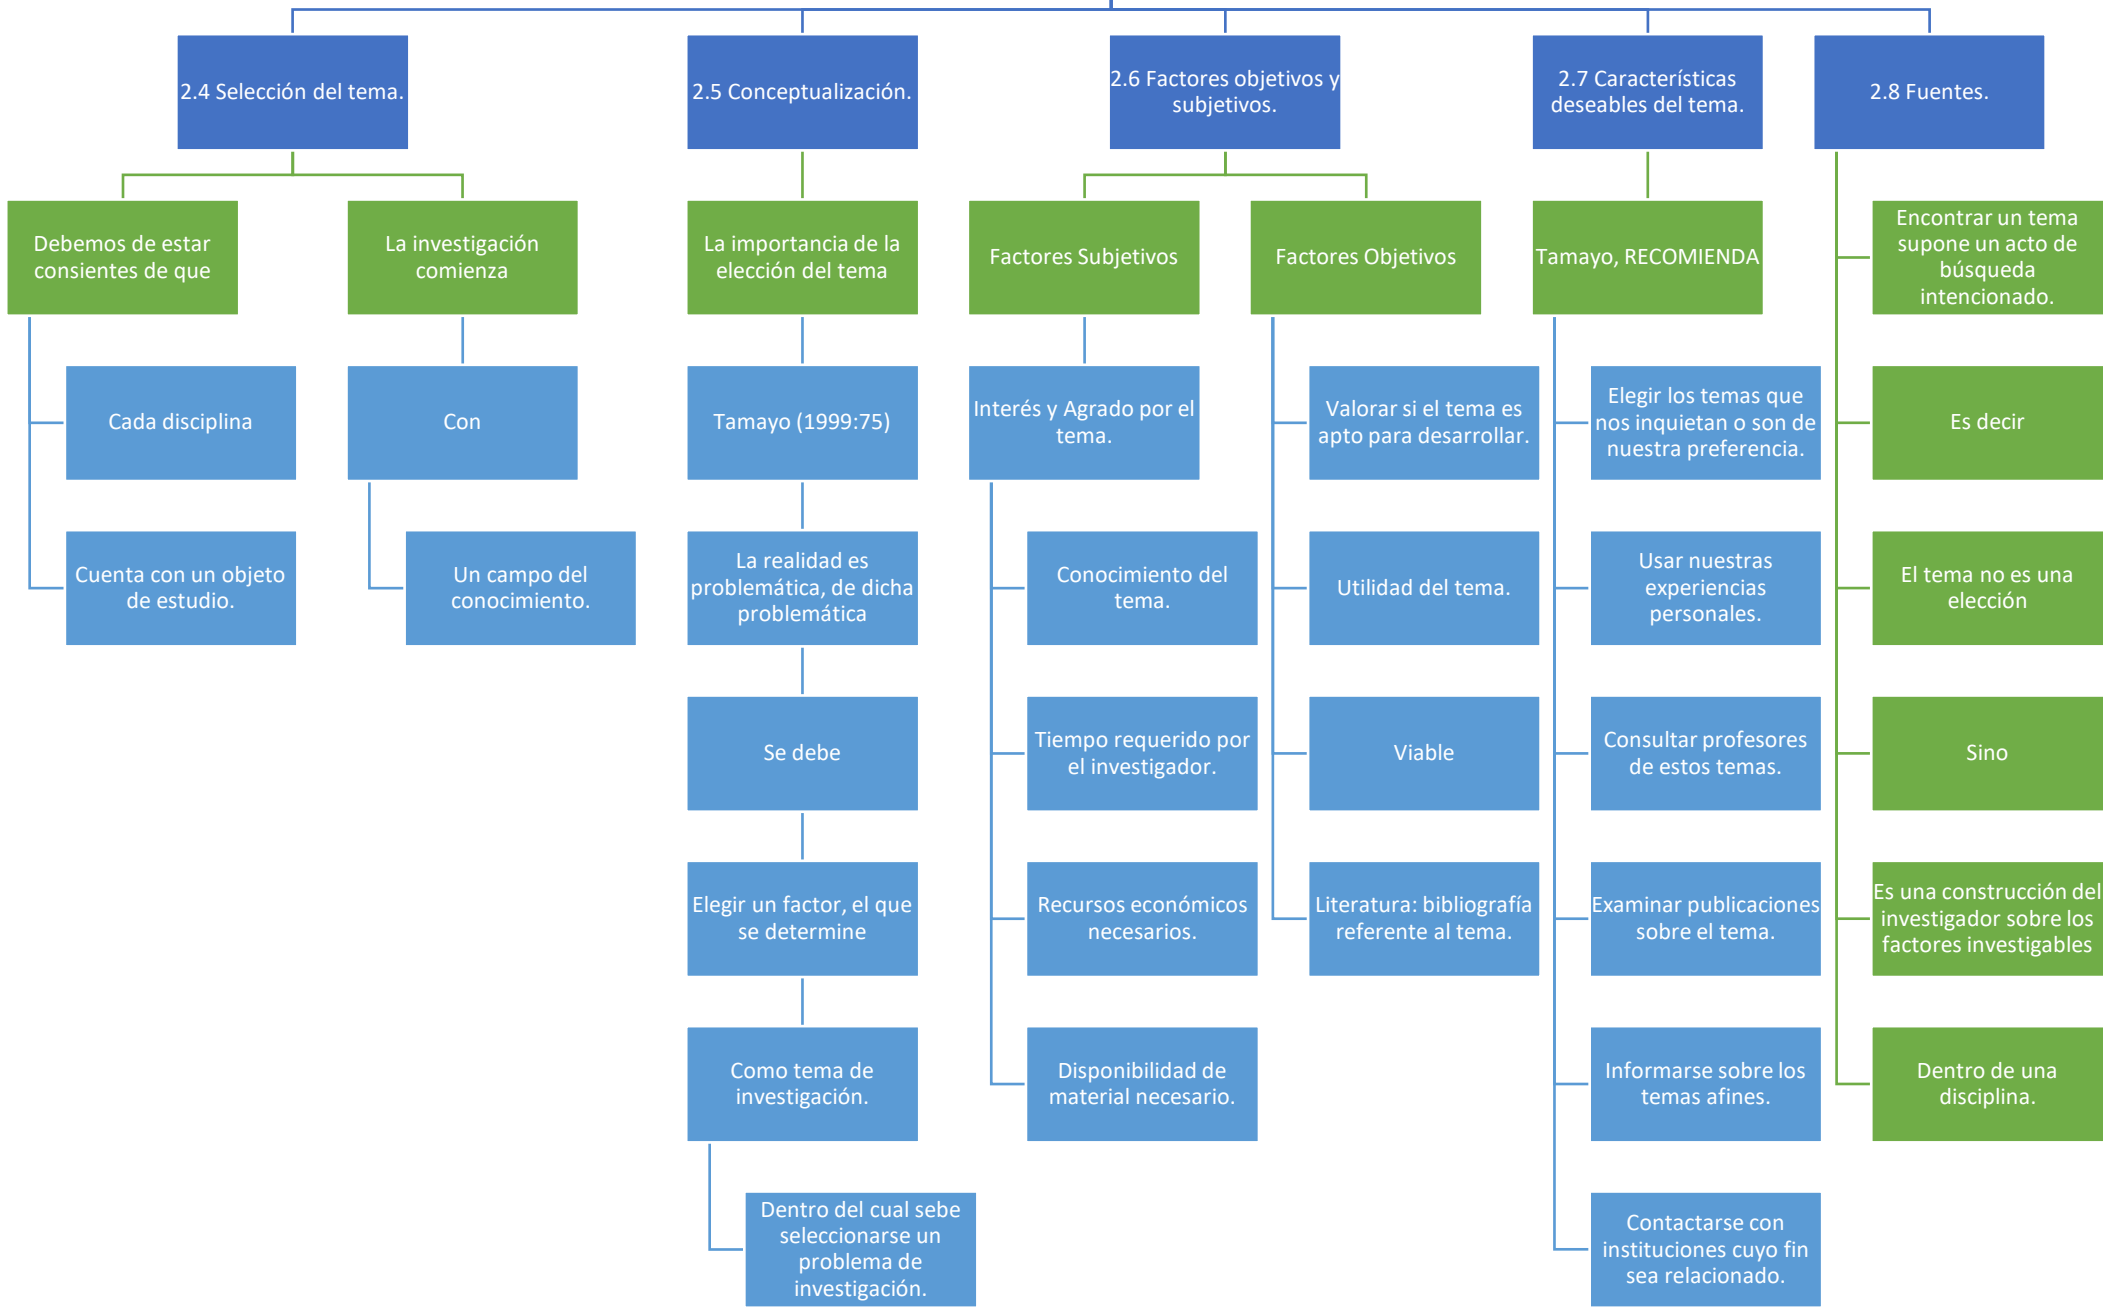 2.4 Selección del tema.
Debemos de estar
consientes de que
Cada disciplina
Cuenta con un objeto
de estudio.
La investigación
comienza
Con
Un campo del
conocimiento.
2.5 Conceptualización.
La importancia de la
elección del tema
Tamayo (1999:75)
La realidad es
problemática, de dicha
problemática
Se debe
Elegir un factor, el que
se determine
Como tema de
investigación.
Dentro del cual sebe
seleccionarse un
problema de
investigación.
2.6 Factores objetivos y
subjetivos.
Factores Subjetivos
Interés y Agrado por el
tema.
Conocimiento del
tema.
Tiempo requerido por
el investigador.
Recursos económicos
necesarios.
Disponibilidad de
material necesario.
Factores Objetivos
Valorar si el tema es
apto para desarrollar.
Utilidad del tema.
Viable
Literatura: bibliografía
referente al tema.
2.7 Característícas
deseables del tema.
Tamayo, RECOMIENDA
Elegir los temas que
nos inquietan o son de
nuestra preferencia.
Usar nuestras
experiencias
personales.
Consultar profesores
de estos temas.
Examinar publicaciones
sobre el tema.
Informarse sobre los
temas afines.
Contactarse con
instituciones cuyo fin
sea relacionado.
2.8 Fuentes.
Encontrar un tema
supone un acto de
búsqueda
intencionado.
Es decir
El tema no es una
elección
Sino
Es una construcción del
investigador sobre los
factores investigables
Dentro de una
disciplina.